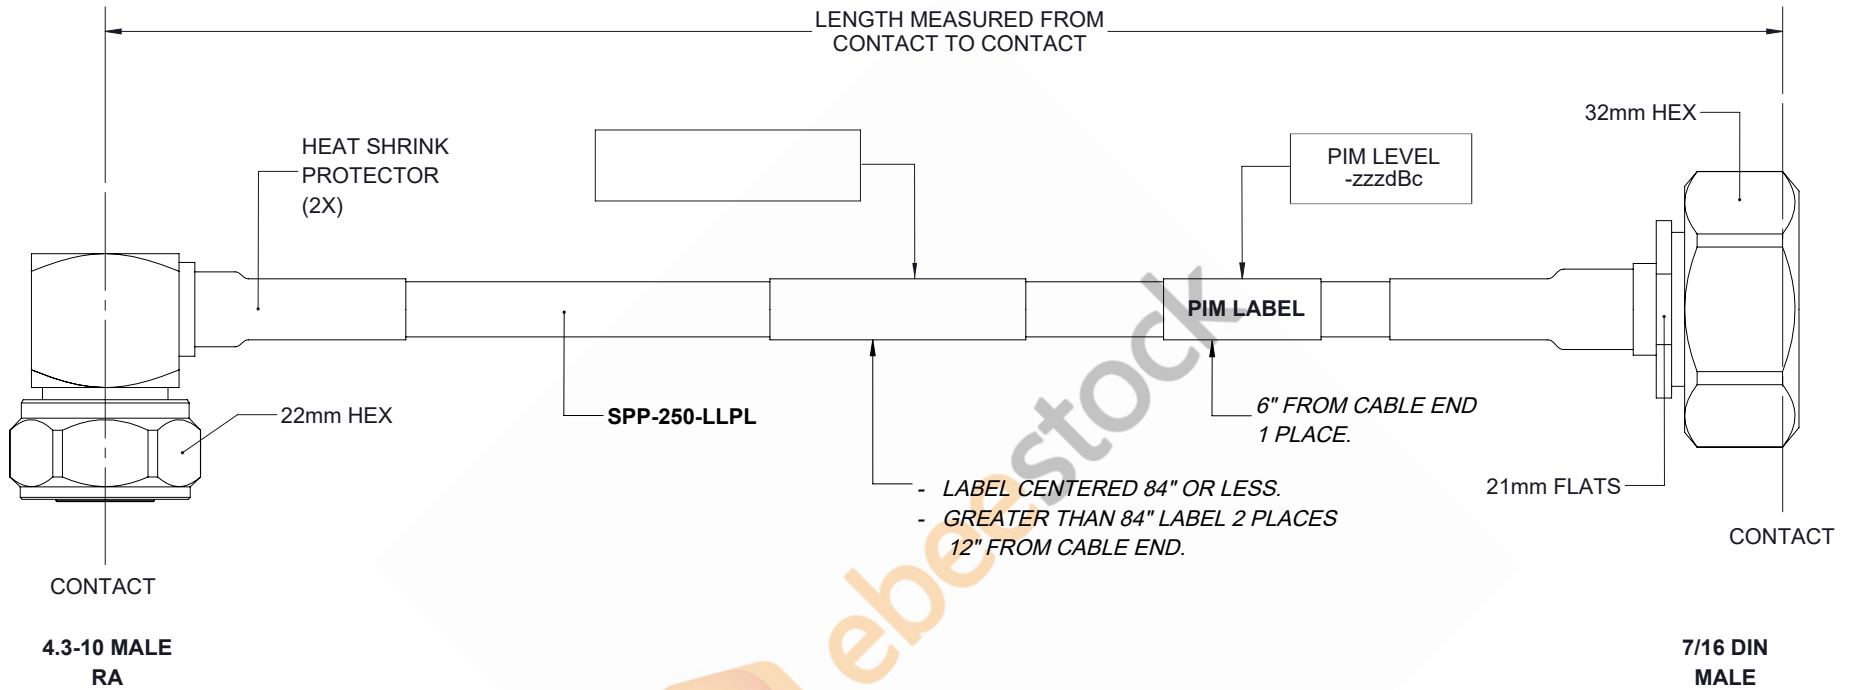 LENGTH MEASURED FROM
CONTACT TO CONTACT
32mm HEX
HEAT SHRINK
PROTECTOR
(2X)
PIM LEVEL
-zzzdBc
PIM LABEL
22mm HEX
SPP-250-LLPL
6" FROM CABLE END
1 PLACE.
- LABEL CENTERED 84" OR LESS.
- GREATER THAN 84" LABEL 2 PLACES
12" FROM CABLE END.
21mm FLATS
CONTACT
CONTACT
4.3-10 MALE
RA
7/16 DIN
MALE
ebeestock